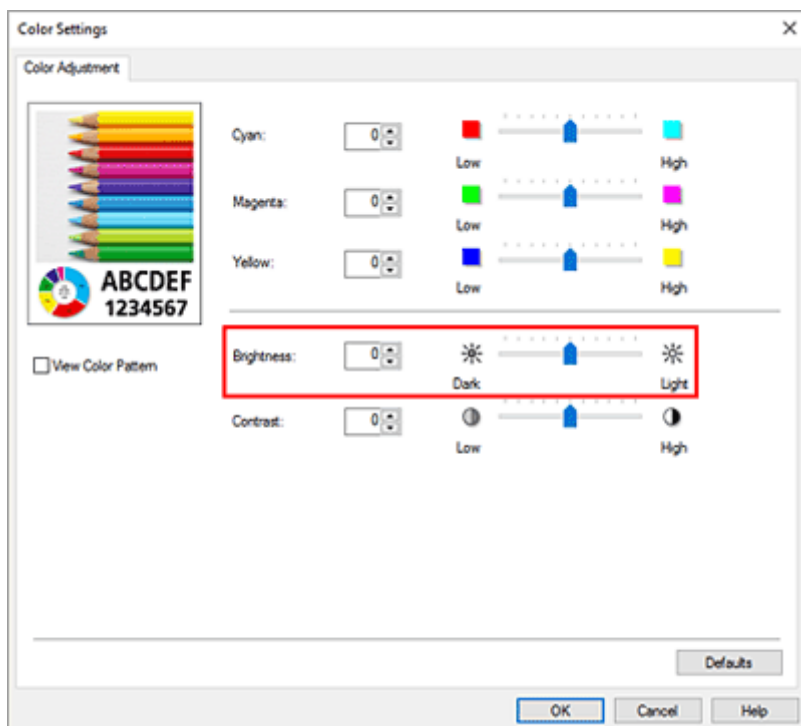 Color Settings
Color Adjustment
Cyan: 0
Low High
Magenta: 0
Low High
Yellow: 0
Low High
ABCDEF
1234567
View Color Pattern
Brightness: 0
Dark Light
Contrast: 0
Low High
Defaults
OK Cancel Help